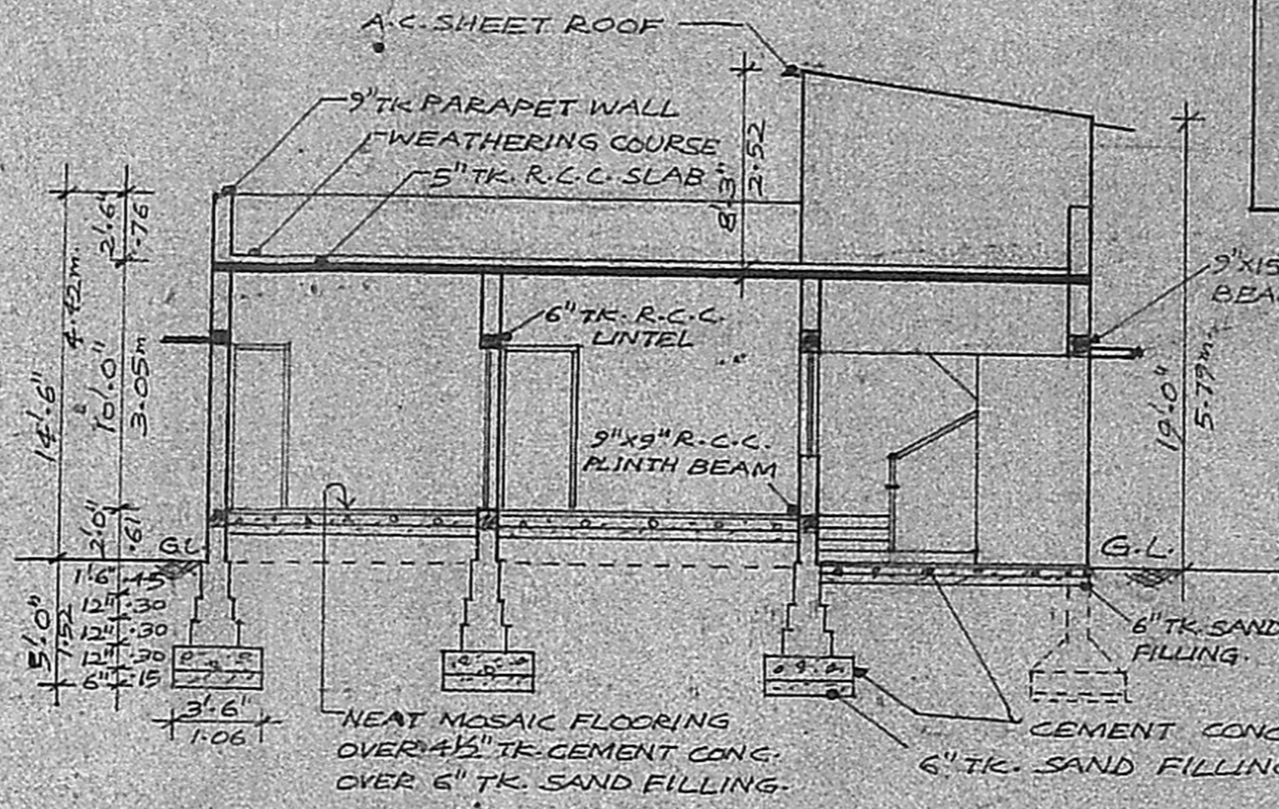 A.C. SHEET ROOF
9" TK PARAPET WALL
WEATHERING COURSE
5" TK. R.C.C. SLAB
8'.3"
2.52
2'.6"
.76
4.42m.
14'.6"
10'.0"
3.05m
2'.0"
.61
6" TK. R.C.C.
LINTEL
9"X9" R.C.C.
PLINTH BEAM
9"X15
BEA
19'.0"
5.79m.
G.L.
G.L.
1'6" .45
12" .30
12" .30
12" .30
6" .15
5'.0"
1.52
3'.6"
1.06
6" TK. SAND
FILLING.
NEAT MOSAIC FLOORING
OVER 4½" TK. CEMENT CONC.
OVER 6" TK. SAND FILLING.
CEMENT CONC
6" TK. SAND FILLING